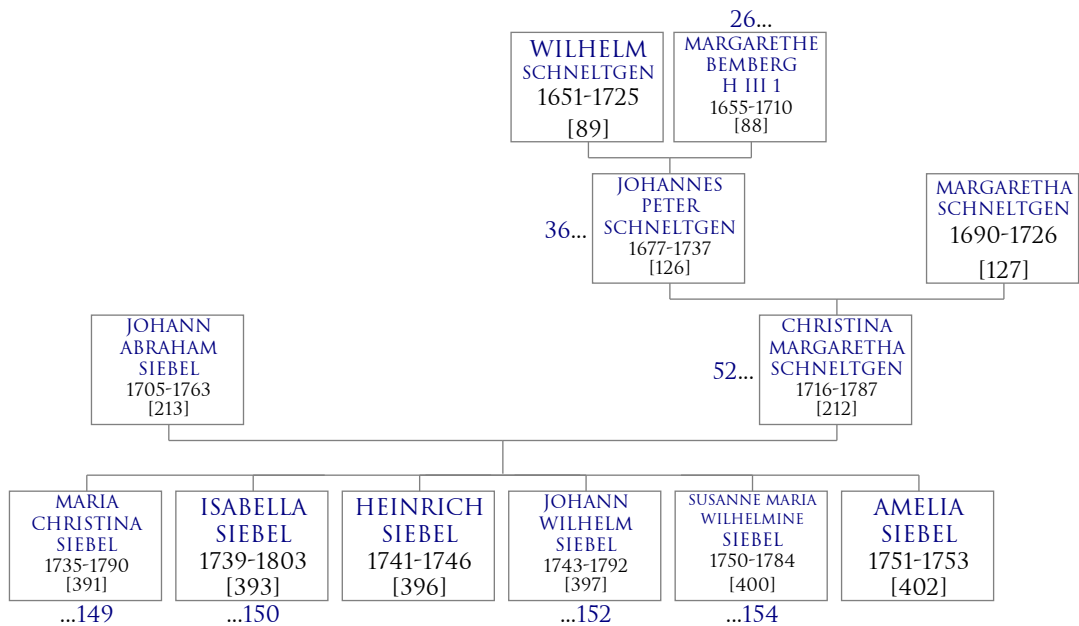 26...
WILHELM
SCHNELTGEN
1651-1725
[89]
MARGARETHE
BEMBERG
H III 1
1655-1710
[88]
36...
JOHANNES
PETER
SCHNELTGEN
1677-1737
[126]
MARGARETHA
SCHNELTGEN
1690-1726
[127]
JOHANN
ABRAHAM
SIEBEL
1705-1763
[213]
52...
CHRISTINA
MARGARETHA
SCHNELTGEN
1716-1787
[212]
MARIA
CHRISTINA
SIEBEL
1735-1790
[391]
...149
ISABELLA
SIEBEL
1739-1803
[393]
...150
HEINRICH
SIEBEL
1741-1746
[396]
JOHANN
WILHELM
SIEBEL
1743-1792
[397]
...152
SUSANNE MARIA
WILHELMINE
SIEBEL
1750-1784
[400]
...154
AMELIA
SIEBEL
1751-1753
[402]